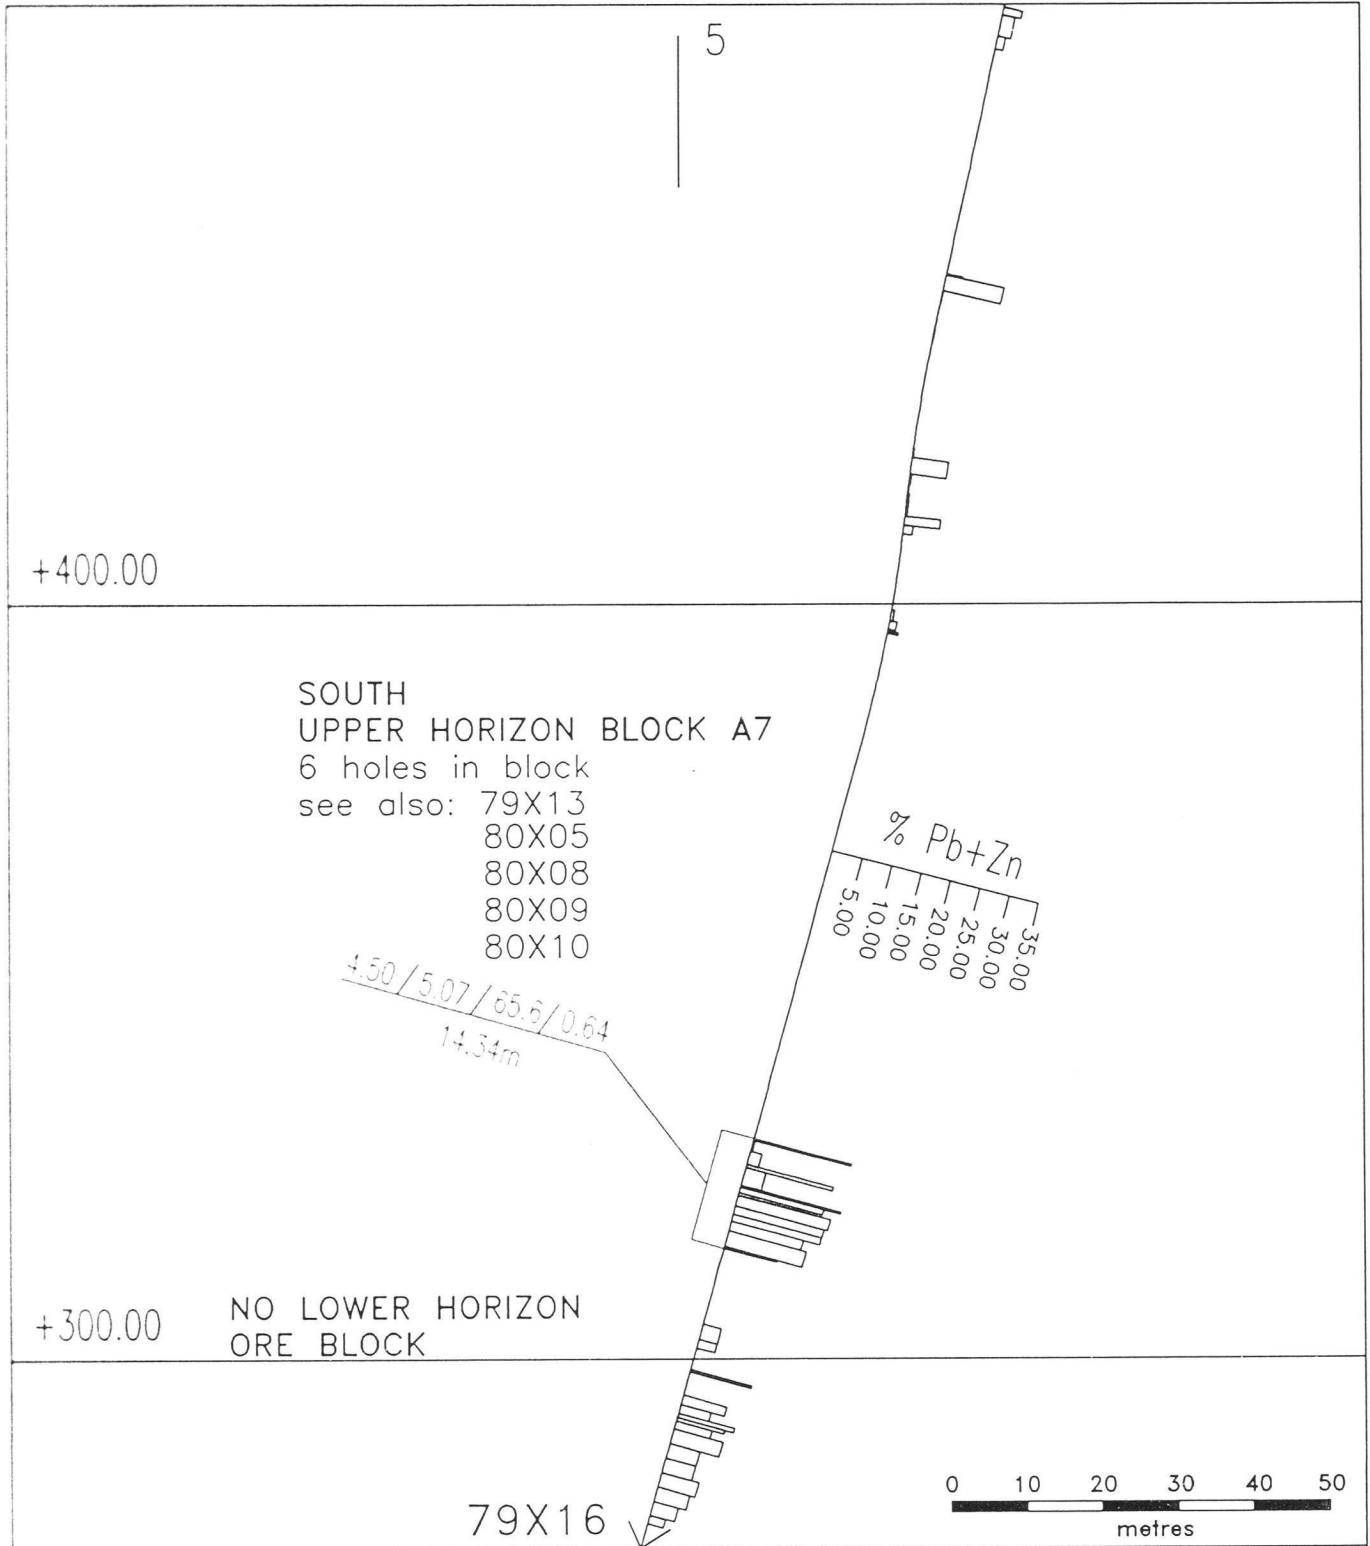 5
+400.00
SOUTH
UPPER HORIZON BLOCK A7
6 holes in block
see also: 79X13
80X05
80X08
80X09
80X10
% Pb+Zn
5.00
10.00
15.00
20.00
25.00
30.00
35.00
4.50/5.07/65.6/0.64
14.34m
+300.00
NO LOWER HORIZON
ORE BLOCK
79X16
0 10 20 30 40 50
metres